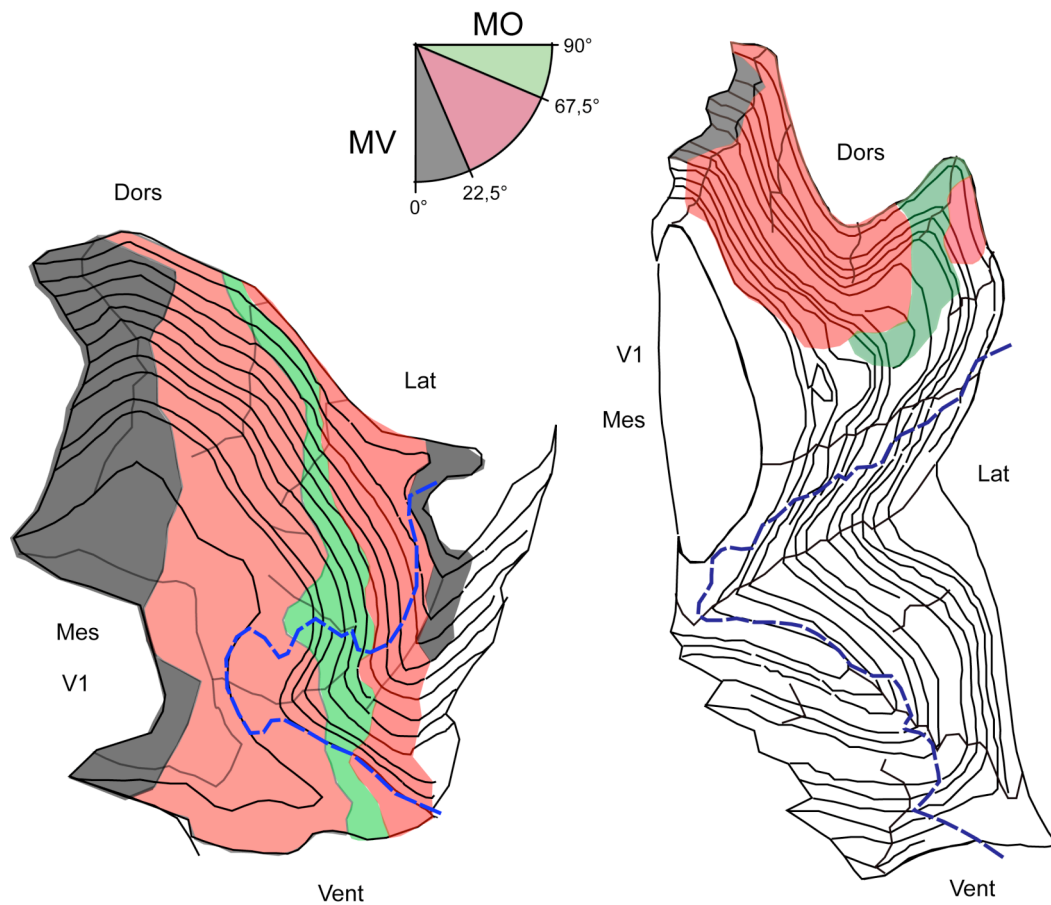 MO
90°
67,5°
MV
22,5°
0°
Dors
Lat
Mes
V1
Vent
Dors
V1
Mes
Lat
Vent